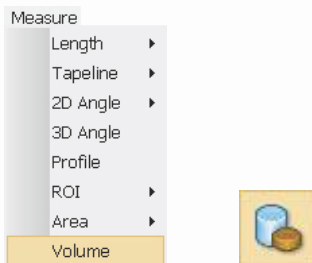 Measure
Length
Tapeline
2D Angle
3D Angle
Profile
ROI
Area
Volume